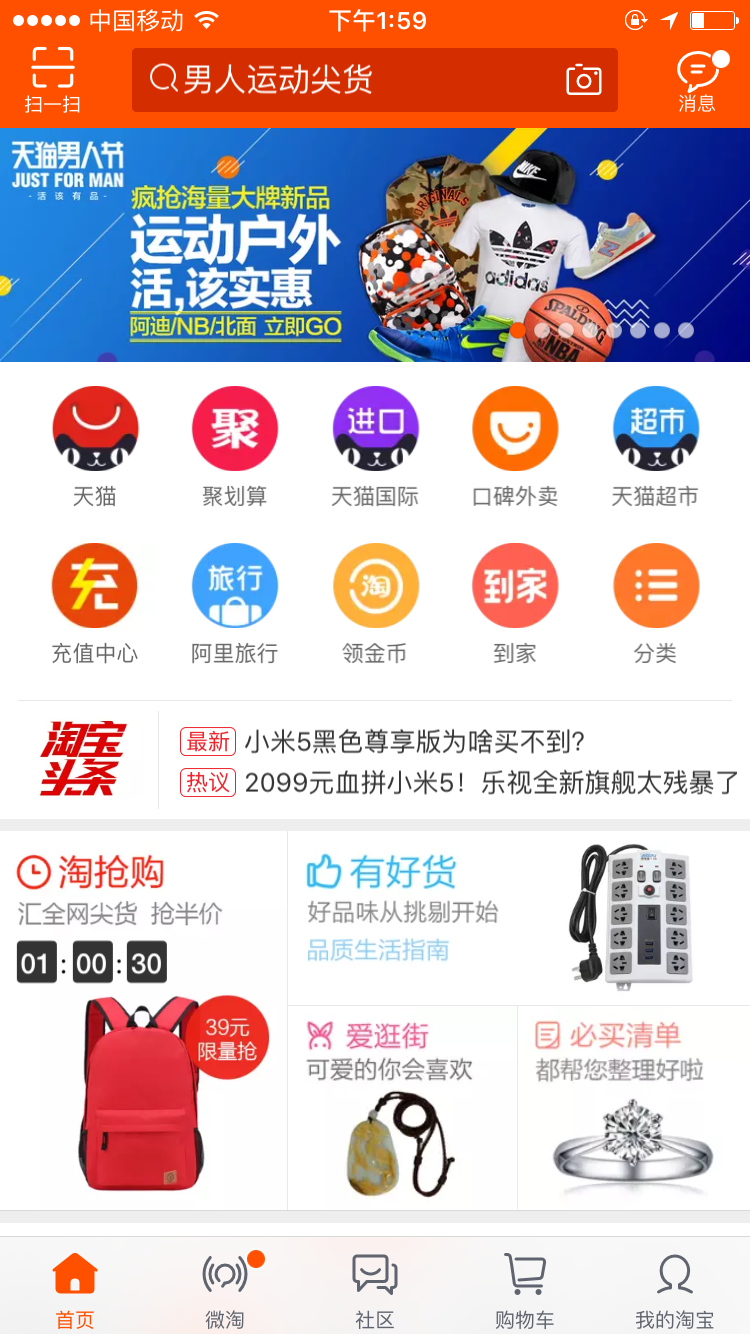 中国移动
下午1:59
扫一扫
男人运动尖货
消息
天猫男人节
JUST FOR MAN
- 活 该 有 品 -
疯抢海量大牌新品
运动户外
活,该实惠
阿迪/NB/北面 立即GO
ORIGINALS
NIKE
adidas
N
SPALDING
NBA
聚
进口
超市
天猫
聚划算
天猫国际
口碑外卖
天猫超市
充
旅行
淘
到家
充值中心
阿里旅行
领金币
到家
分类
淘宝
头条
最新 小米5黑色尊享版为啥买不到?
热议 2099元血拼小米5！乐视全新旗舰太残暴了
淘抢购
汇全网尖货 抢半价
01:00:30
39元
限量抢
有好货
好品味从挑剔开始
品质生活指南
爱逛街
可爱的你会喜欢
必买清单
都帮您整理好啦
首页
微淘
社区
购物车
我的淘宝